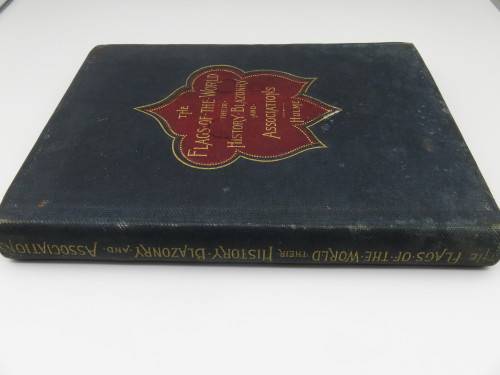 The
FLAGS·OF·THE·WORLD
THEIR
HISTORY·BLAZONRY
AND
ASSOCIATIONS
HULME
THE FLAGS·OF·THE·WORLD THEIR HISTORY·BLAZONRY AND ASSOCIATIONS